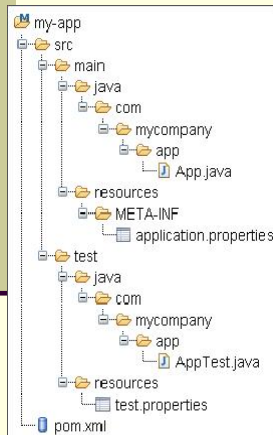 my-app
src
main
java
com
mycompany
app
App.java
resources
META-INF
application.properties
test
java
com
mycompany
app
AppTest.java
resources
test.properties
pom.xml